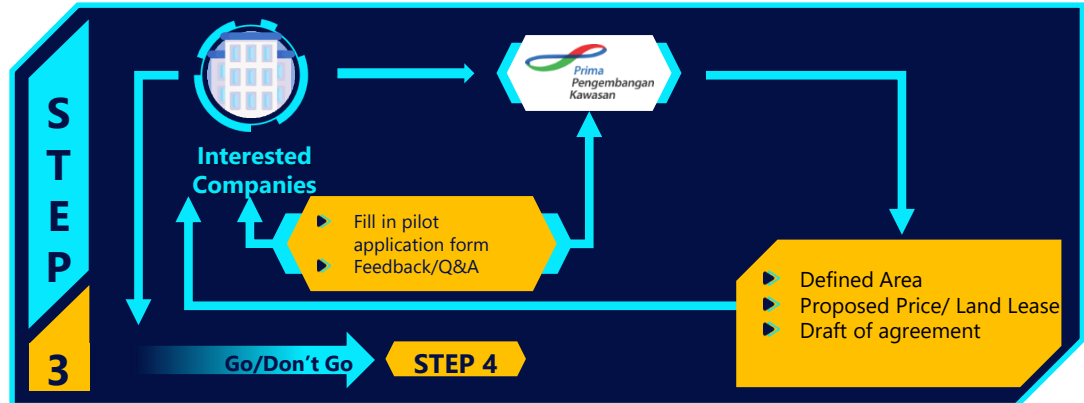 STEP
3
Interested
Companies
Prima
Pengembangan
Kawasan
Fill in pilot
application form
Feedback/Q&A
Defined Area
Proposed Price/ Land Lease
Draft of agreement
Go/Don't Go
STEP 4